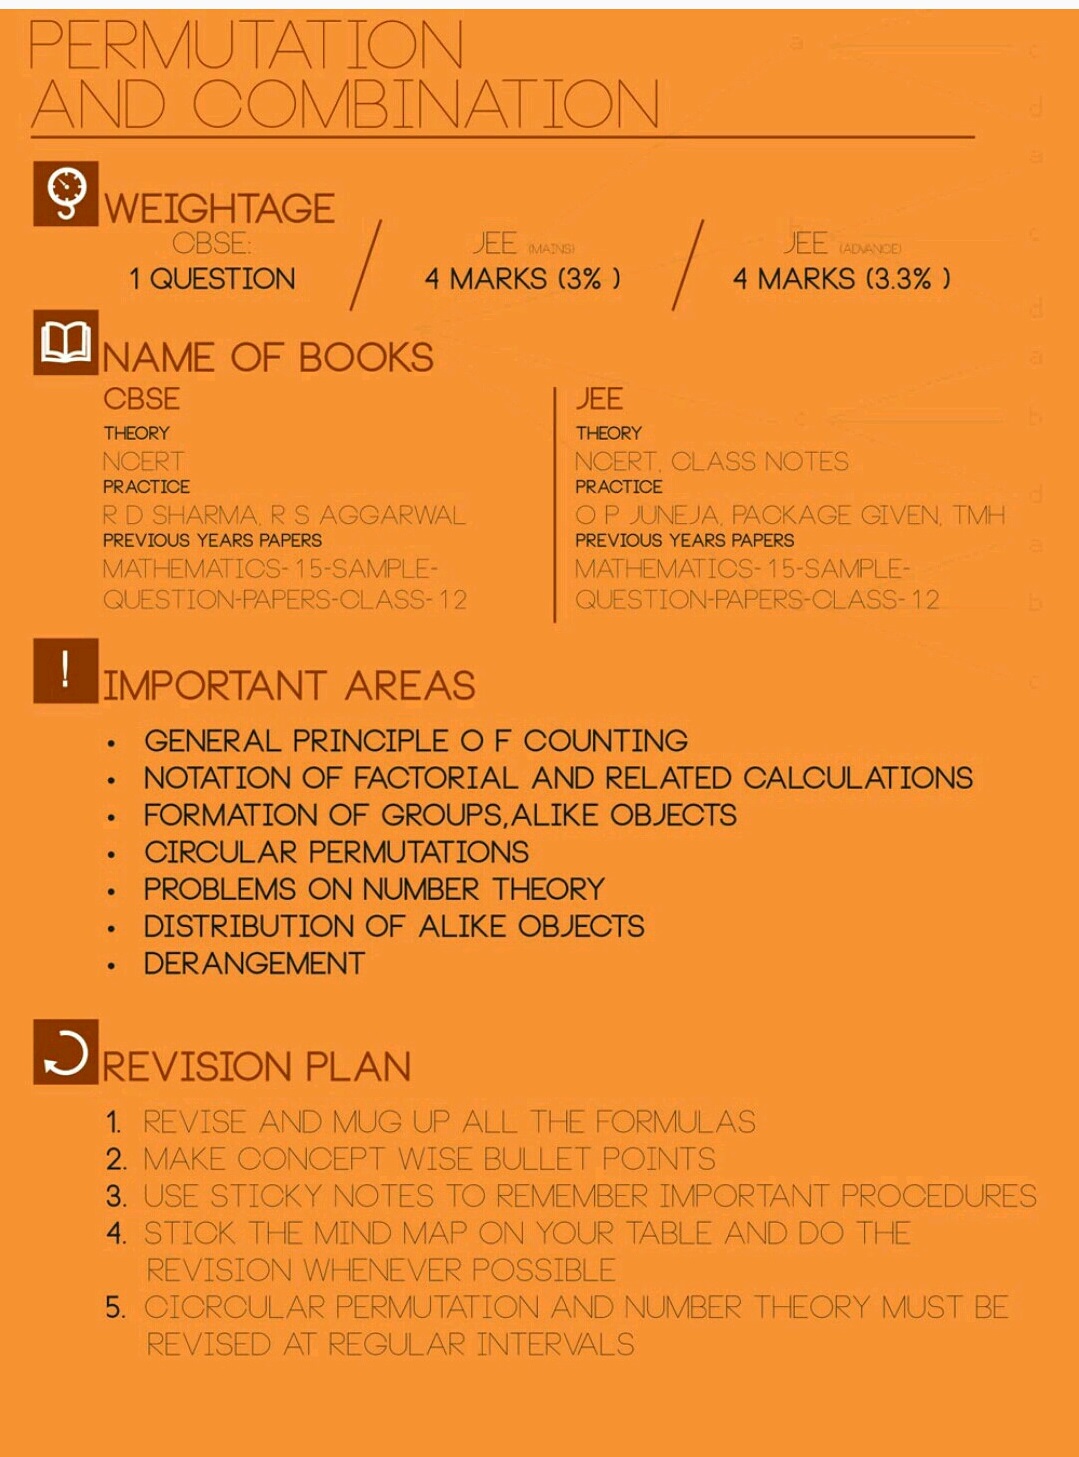 PERMUTATION
AND COMBINATION
WEIGHTAGE
CBSE:
1 QUESTION
JEE (MAINS)
4 MARKS (3% )
JEE (ADVANCE)
4 MARKS (3.3% )
NAME OF BOOKS
CBSE
THEORY
NCERT
PRACTICE
R D SHARMA, R S AGGARWAL
PREVIOUS YEARS PAPERS
MATHEMATICS-15-SAMPLE-
QUESTION-PAPERS-CLASS-12
JEE
THEORY
NCERT, CLASS NOTES
PRACTICE
O P JUNEJA, PACKAGE GIVEN, TMH
PREVIOUS YEARS PAPERS
MATHEMATICS-15-SAMPLE-
QUESTION-PAPERS-CLASS-12
!
IMPORTANT AREAS
• GENERAL PRINCIPLE O F COUNTING
• NOTATION OF FACTORIAL AND RELATED CALCULATIONS
• FORMATION OF GROUPS,ALIKE OBJECTS
• CIRCULAR PERMUTATIONS
• PROBLEMS ON NUMBER THEORY
• DISTRIBUTION OF ALIKE OBJECTS
• DERANGEMENT
REVISION PLAN
1. REVISE AND MUG UP ALL THE FORMULAS
2. MAKE CONCEPT WISE BULLET POINTS
3. USE STICKY NOTES TO REMEMBER IMPORTANT PROCEDURES
4. STICK THE MIND MAP ON YOUR TABLE AND DO THE
REVISION WHENEVER POSSIBLE
5. CICRCULAR PERMUTATION AND NUMBER THEORY MUST BE
REVISED AT REGULAR INTERVALS